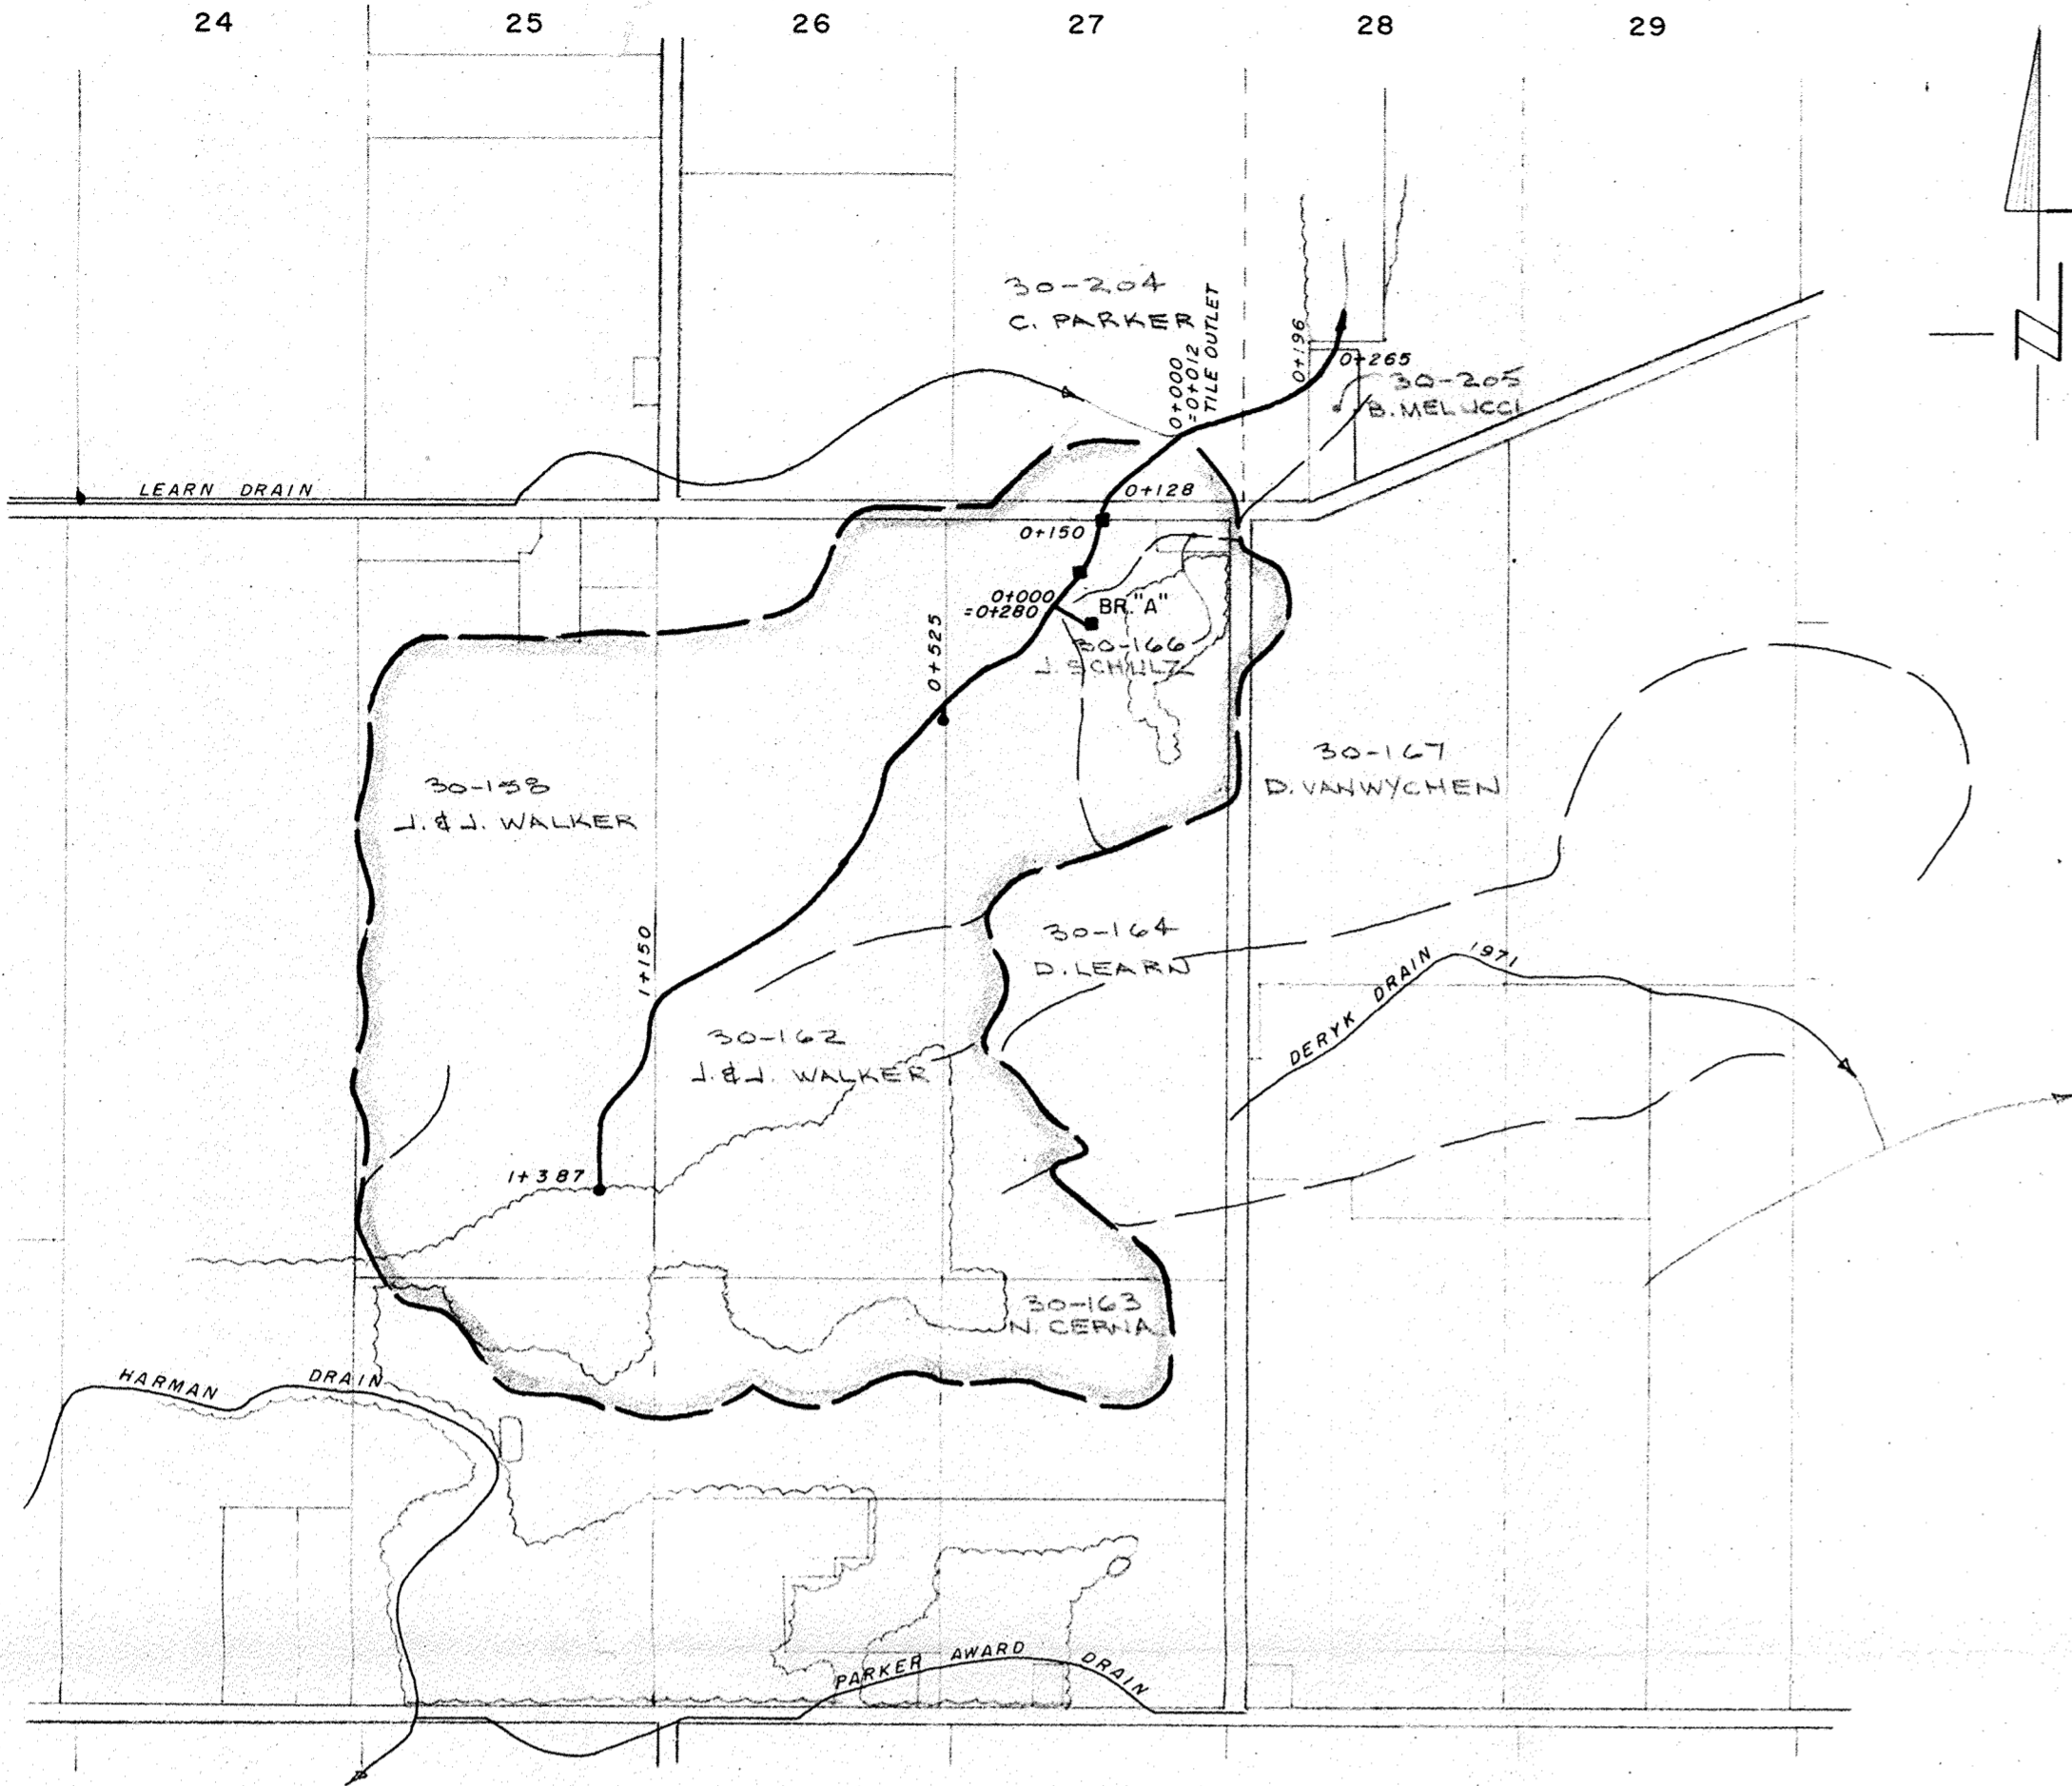 24 25 26 27 28 29
30-204
C. PARKER
0+000
=0+012
TILE OUTLET
0+196
0+265
30-205
B. MELUCCI
LEARN DRAIN
0+128
0+150
0+000
=0+280
BR. "A"
30-166
J. SCHULZ
0+525
30-158
J. & J. WALKER
30-167
D. VANWYCHEN
1+150
30-164
D. LEARN
DERYK DRAIN 1971
30-162
J. & J. WALKER
1+387
30-163
N. CERNA
HARMAN DRAIN
PARKER AWARD DRAIN
N